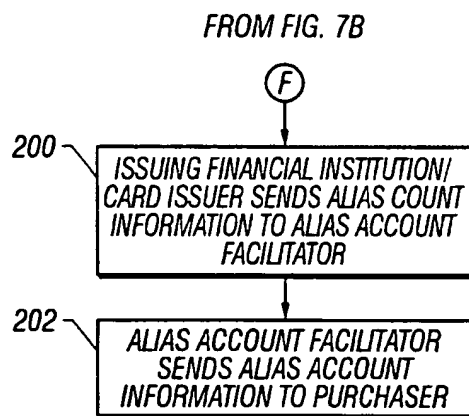 FROM FIG. 7B
F
200
ISSUING FINANCIAL INSTITUTION/
CARD ISSUER SENDS ALIAS COUNT
INFORMATION TO ALIAS ACCOUNT
FACILITATOR
202
ALIAS ACCOUNT FACILITATOR
SENDS ALIAS ACCOUNT
INFORMATION TO PURCHASER